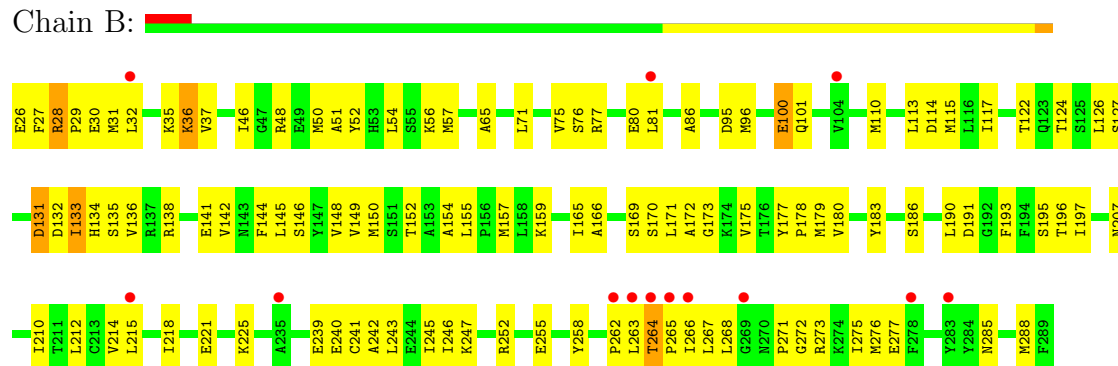 Chain B:
E26 F27 R28 P29 E30 M31 L32 K35 K36 V37 I46 G47 R48 E49 M50 A51 Y52 H53 L54 S55 K56 M57 A65 L71 V75 S76 R77 E80 L81 A86 D95 M96 E100 Q101 V104 M110 L113 D114 M115 L116 I117 T122 Q123 T124 S125 L126 S127
D131 D132 I133 H134 S135 V136 R137 R138 E141 V142 N143 F144 L145 S146 Y147 V148 V149 M150 S151 T152 A153 A154 L155 P156 M157 L158 K159 I165 A166 S169 S170 L171 A172 G173 K174 V175 T176 Y177 P178 M179 V180 Y183 S186 L190 D191 G192 F193 F194 S195 T196 I197 N207
I210 T211 L212 C213 V214 L215 I218 E221 K225 A235 E239 E240 C241 A242 L243 E244 I245 I246 K247 R252 E255 Y258 P262 L263 T264 P265 I266 L267 L268 G269 N270 P271 G272 R273 K274 I275 M276 E277 F278 Y283 Y284 N285 M288 F289